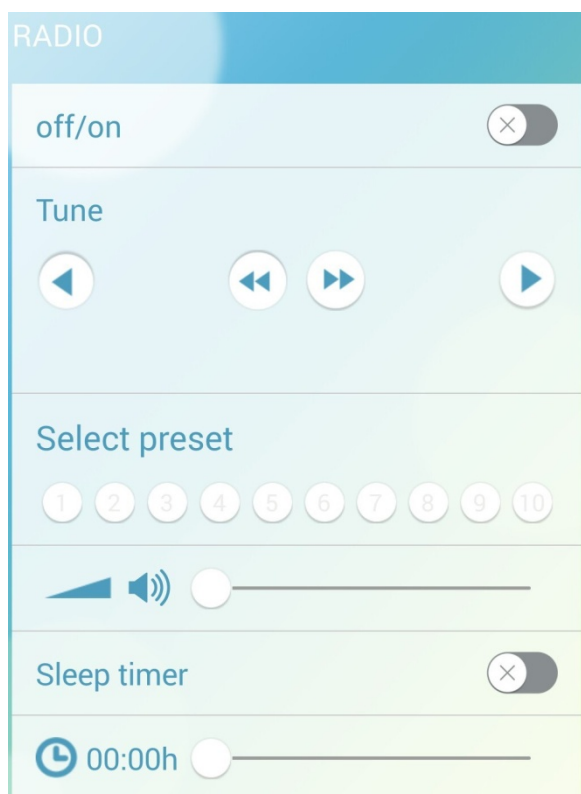 RADIO
off/on
Tune
Select preset
1 2 3 4 5 6 7 8 9 10
Sleep timer
00:00h